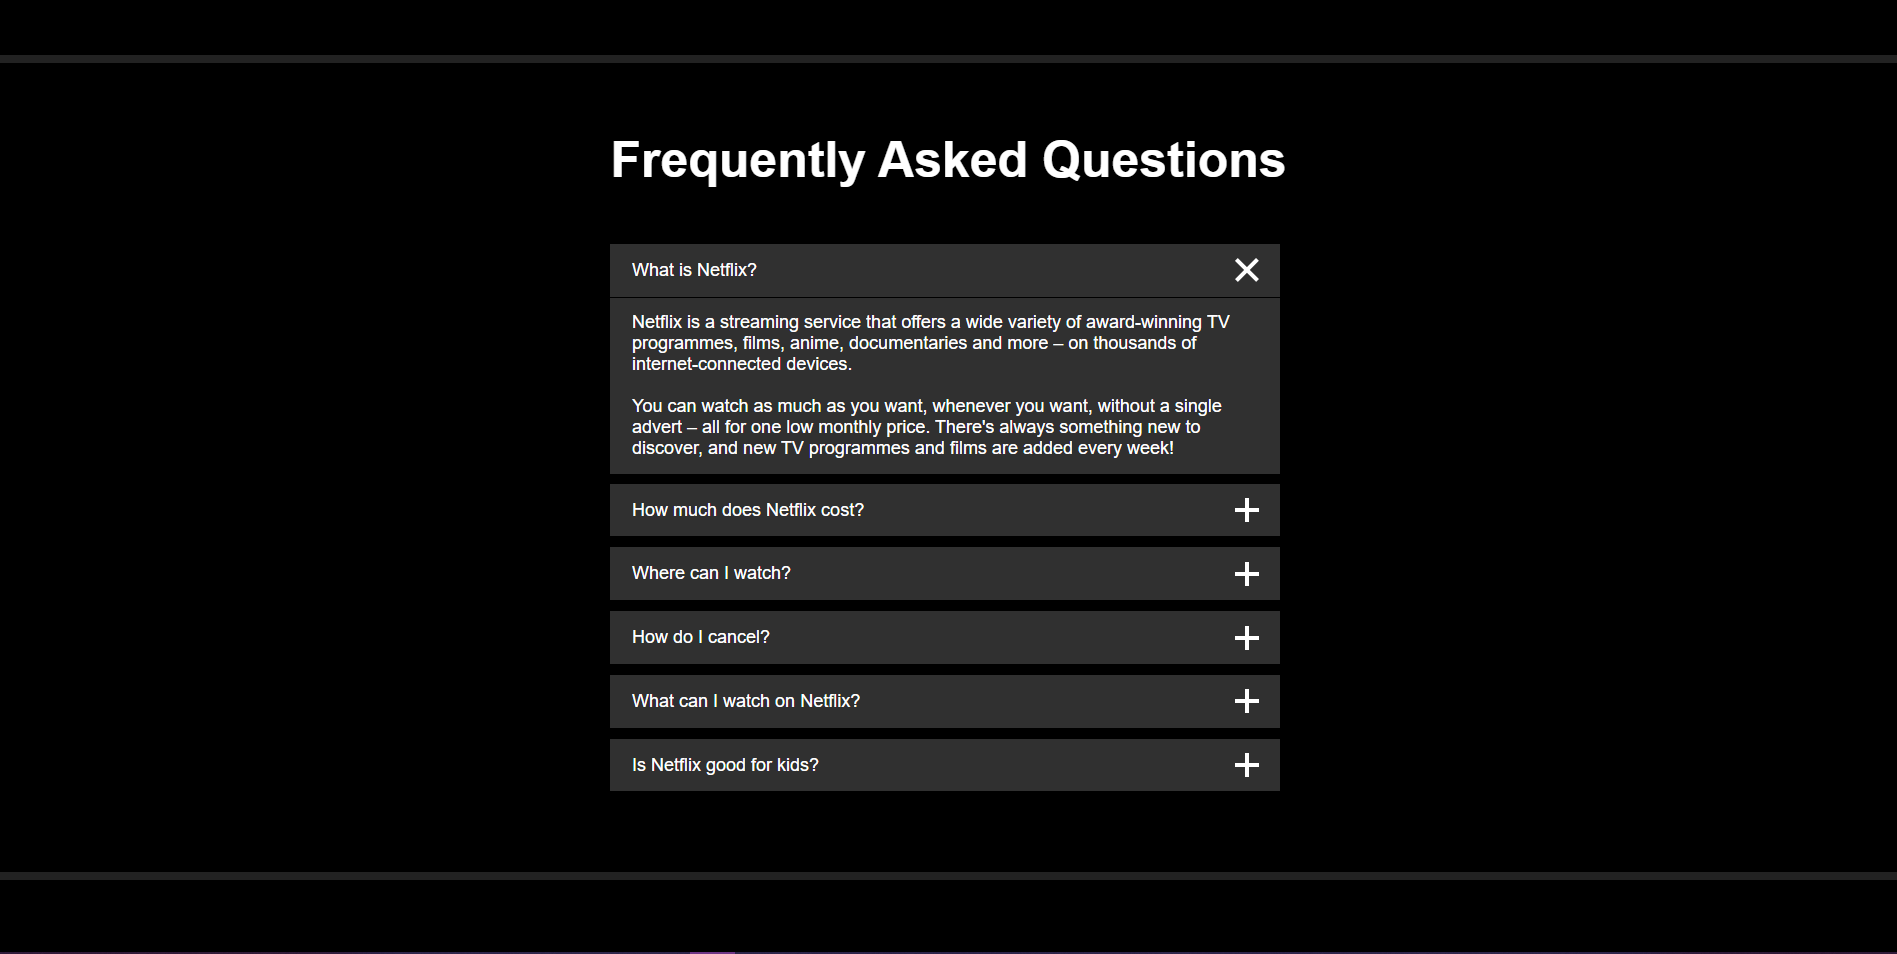 Frequently Asked Questions
What is Netflix?
Netflix is a streaming service that offers a wide variety of award-winning TV
programmes, films, anime, documentaries and more – on thousands of
internet-connected devices.
You can watch as much as you want, whenever you want, without a single
advert – all for one low monthly price. There's always something new to
discover, and new TV programmes and films are added every week!
How much does Netflix cost?
Where can I watch?
How do I cancel?
What can I watch on Netflix?
Is Netflix good for kids?